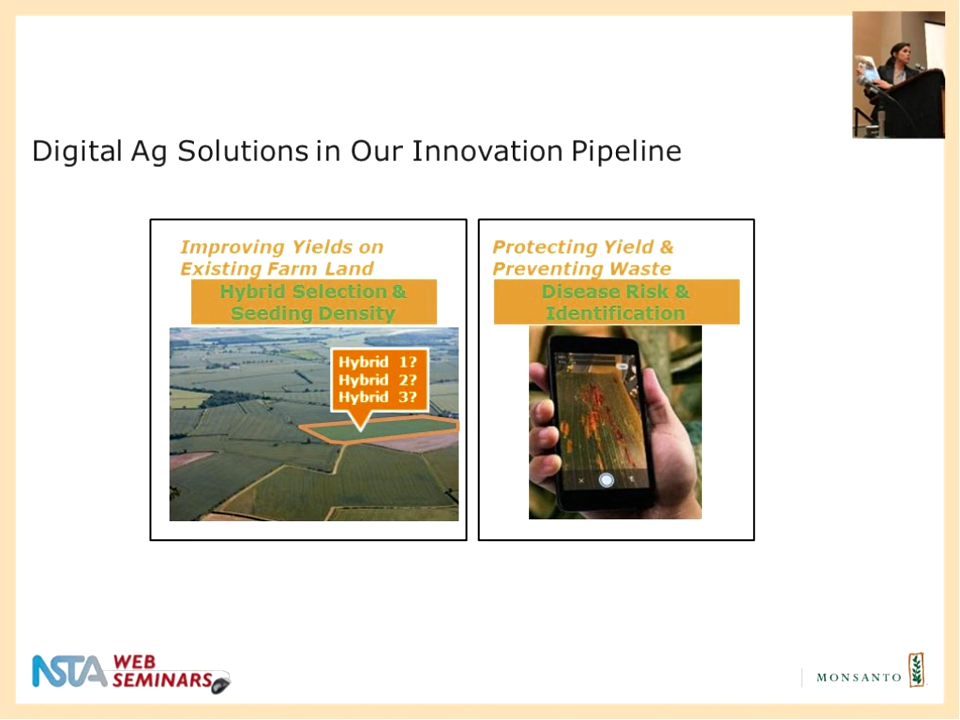 Digital Ag Solutions in Our Innovation Pipeline
Improving Yields on
Existing Farm Land
Hybrid Selection &
Seeding Density
Hybrid 1?
Hybrid 2?
Hybrid 3?
Protecting Yield &
Preventing Waste
Disease Risk &
Identification
NSTA WEB
SEMINARS
MONSANTO